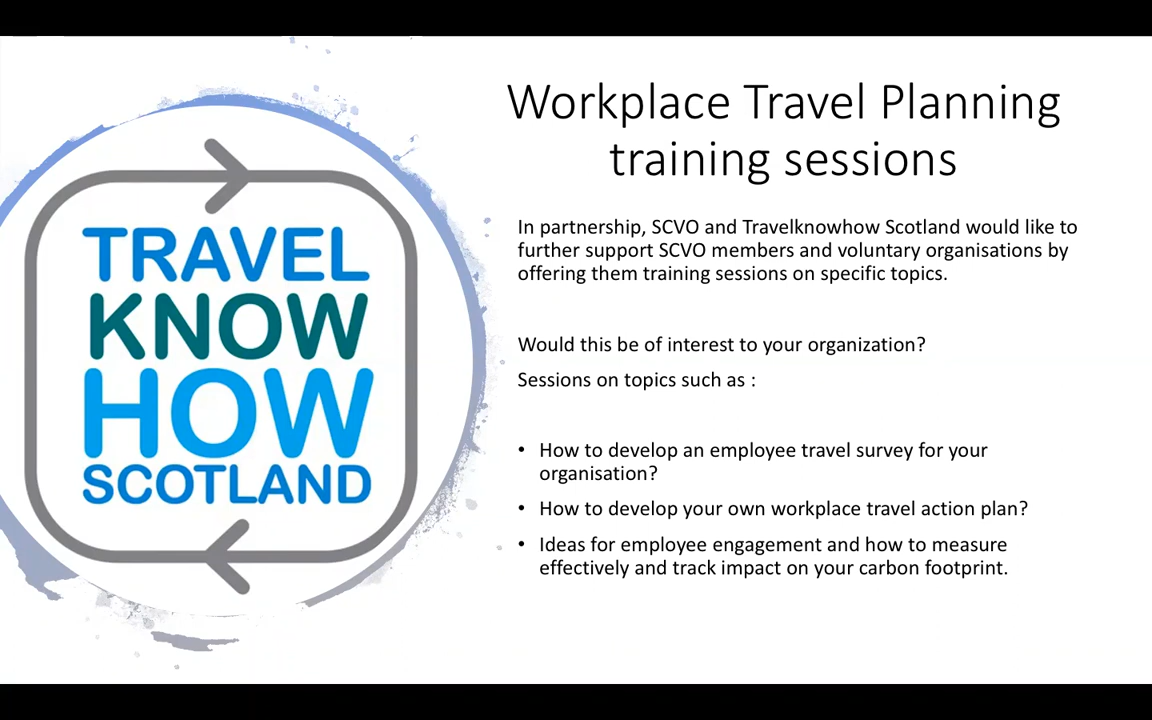 Workplace Travel Planning
training sessions
TRAVEL
KNOW
HOW
SCOTLAND
In partnership, SCVO and Travelknowhow Scotland would like to
further support SCVO members and voluntary organisations by
offering them training sessions on specific topics.
Would this be of interest to your organization?
Sessions on topics such as :
• How to develop an employee travel survey for your
organisation?
• How to develop your own workplace travel action plan?
• Ideas for employee engagement and how to measure
effectively and track impact on your carbon footprint.